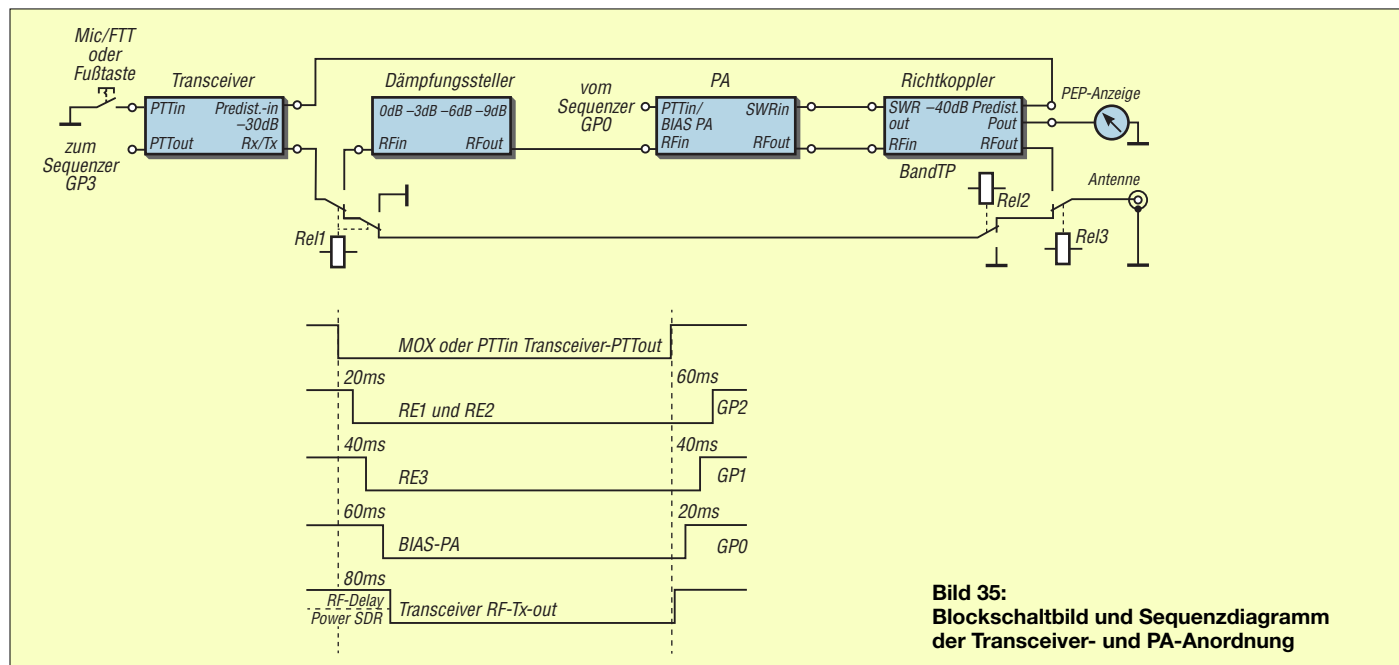 Mic/FTT
oder
Fußtaste
Transceiver
Dämpfungssteller
vom
Sequenzer
GP0
PA
Richtkoppler
PEP-Anzeige
PTTin
Predist.-in
–30dB
PTTout
Rx/Tx
0dB –3dB –6dB –9dB
RFin
RFout
PTTin/
BIAS PA
SWRin
RFin
RFout
SWR –40dB Predist.
out
Pout
RFin
RFout
zum
Sequenzer
GP3
BandTP
Antenne
Rel1
Rel2
Rel3
MOX oder PTTin Transceiver-PTTout
20ms
60ms
RE1 und RE2
GP2
40ms
40ms
RE3
GP1
60ms
20ms
BIAS-PA
GP0
80ms
RF-Delay
Power SDR
Transceiver RF-Tx-out
Bild 35:
Blockschaltbild und Sequenzdiagramm
der Transceiver- und PA-Anordnung